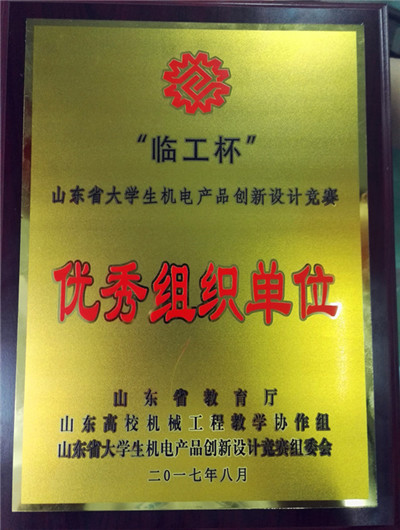 “临工杯”
山东省大学生机电产品创新设计竞赛
优秀组织单位
山东省教育厅
山东高校机械工程教学协作组
山东省大学生机电产品创新设计竞赛组委会
二〇一七年八月